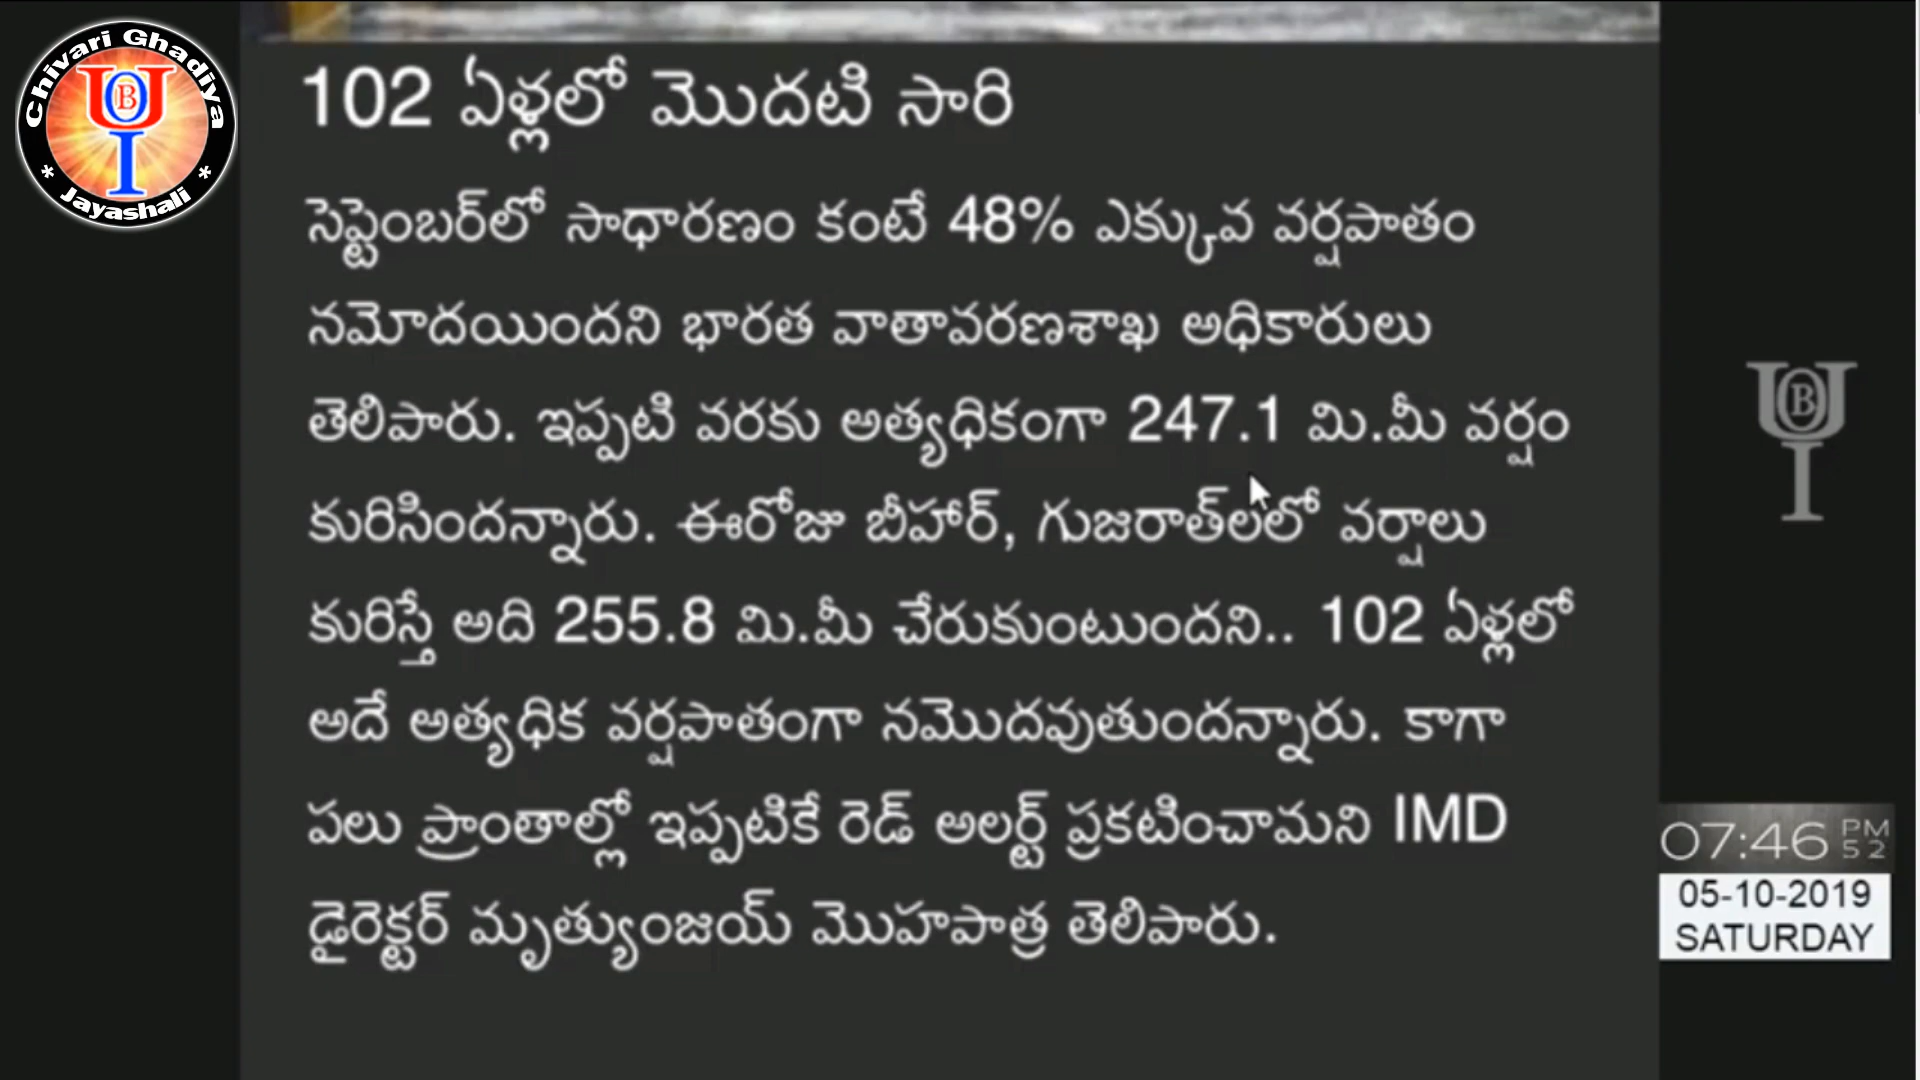 Chivari Ghadiya
UOBI
* Jayashali *
102 ఏళ్లలో మొదటి సారి
సెప్టెంబర్‌లో సాధారణం కంటే 48% ఎక్కువ వర్షపాతం
నమోదయిందని భారత వాతావరణశాఖ అధికారులు
తెలిపారు. ఇప్పటి వరకు అత్యధికంగా 247.1 మి.మీ వర్షం
కురిసిందన్నారు. ఈరోజు బీహార్, గుజరాత్‌లలో వర్షాలు
కురిస్తే అది 255.8 మి.మీ చేరుకుంటుందని.. 102 ఏళ్లలో
అదే అత్యధిక వర్షపాతంగా నమొదవుతుందన్నారు. కాగా
పలు ప్రాంతాల్లో ఇప్పటికే రెడ్ అలర్ట్ ప్రకటించామని IMD
డైరెక్టర్ మృత్యుంజయ్ మొహపాత్ర తెలిపారు.
UOBI
07:46 PM 52
05-10-2019
SATURDAY